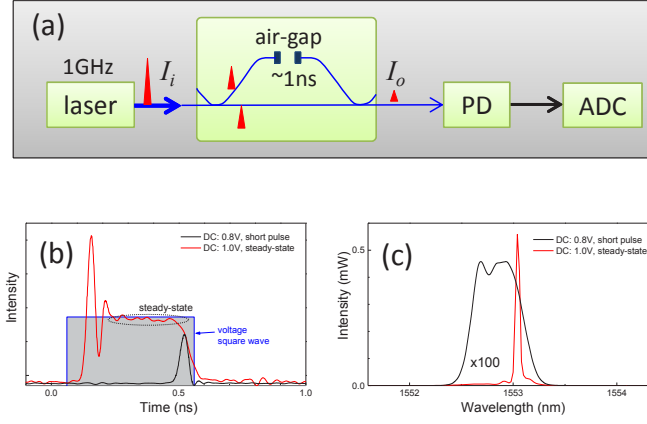 (a)
air-gap
~1ns
1GHz
laser
I_i
I_o
PD
ADC
(b)
DC: 0.8V, short pulse
DC: 1.0V, steady-state
steady-state
voltage
square wave
Intensity
0.0
0.5
1.0
Time (ns)
(c)
DC: 0.8V, short pulse
DC: 1.0V, steady-state
x100
Intensity (mW)
0.5
0.0
1552
1553
1554
Wavelength (nm)